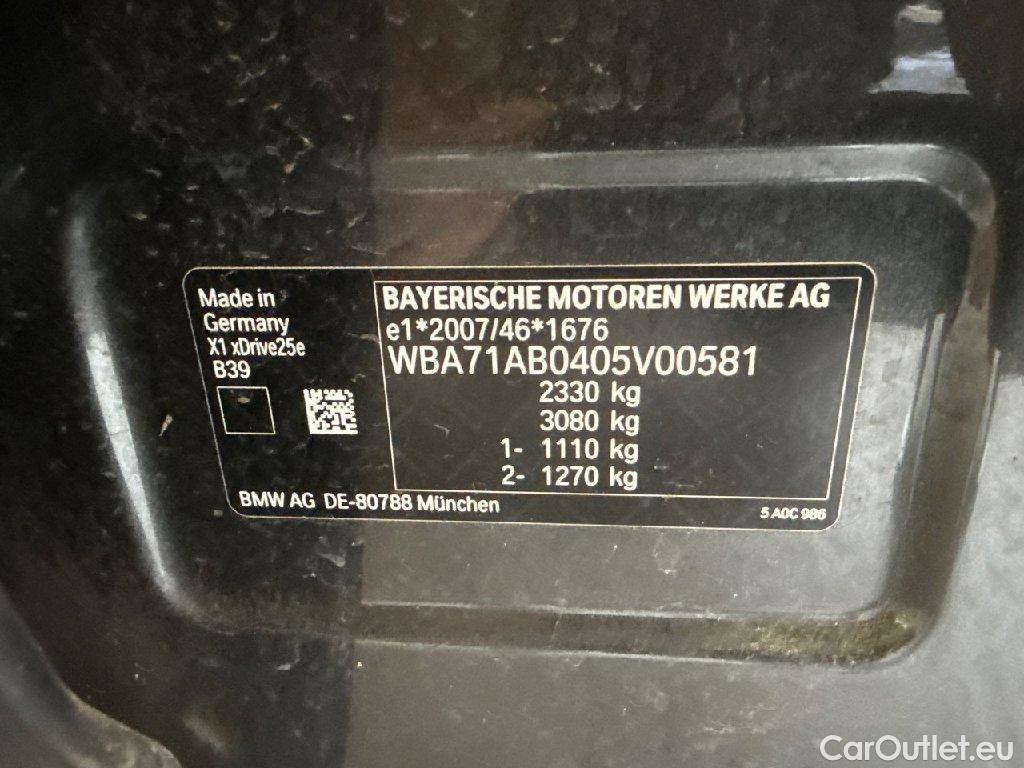 Made in
Germany
X1 xDrive25e
B39
BAYERISCHE MOTOREN WERKE AG
e1*2007/46*1676
WBA71AB0405V00581
2330 kg
3080 kg
1- 1110 kg
2- 1270 kg
BMW AG DE-80788 München
5 A0C 986
CarOutlet.eu